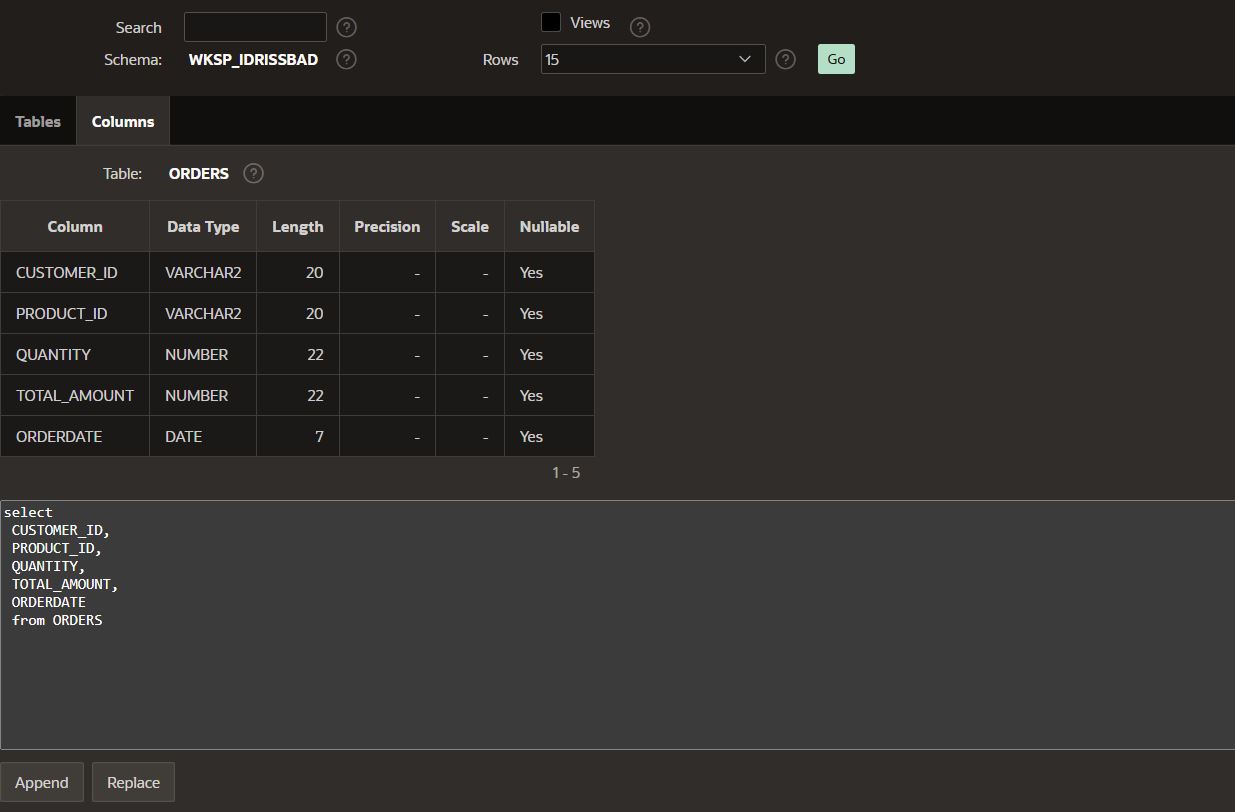 Search ? Views ?
Schema: WKSP_IDRISSBAD ? Rows 15 ? Go
Tables Columns
Table: ORDERS ?
Column Data Type Length Precision Scale Nullable
CUSTOMER_ID VARCHAR2 20 - - Yes
PRODUCT_ID VARCHAR2 20 - - Yes
QUANTITY NUMBER 22 - - Yes
TOTAL_AMOUNT NUMBER 22 - - Yes
ORDERDATE DATE 7 - - Yes
1 - 5
select
CUSTOMER_ID,
PRODUCT_ID,
QUANTITY,
TOTAL_AMOUNT,
ORDERDATE
from ORDERS
Append Replace